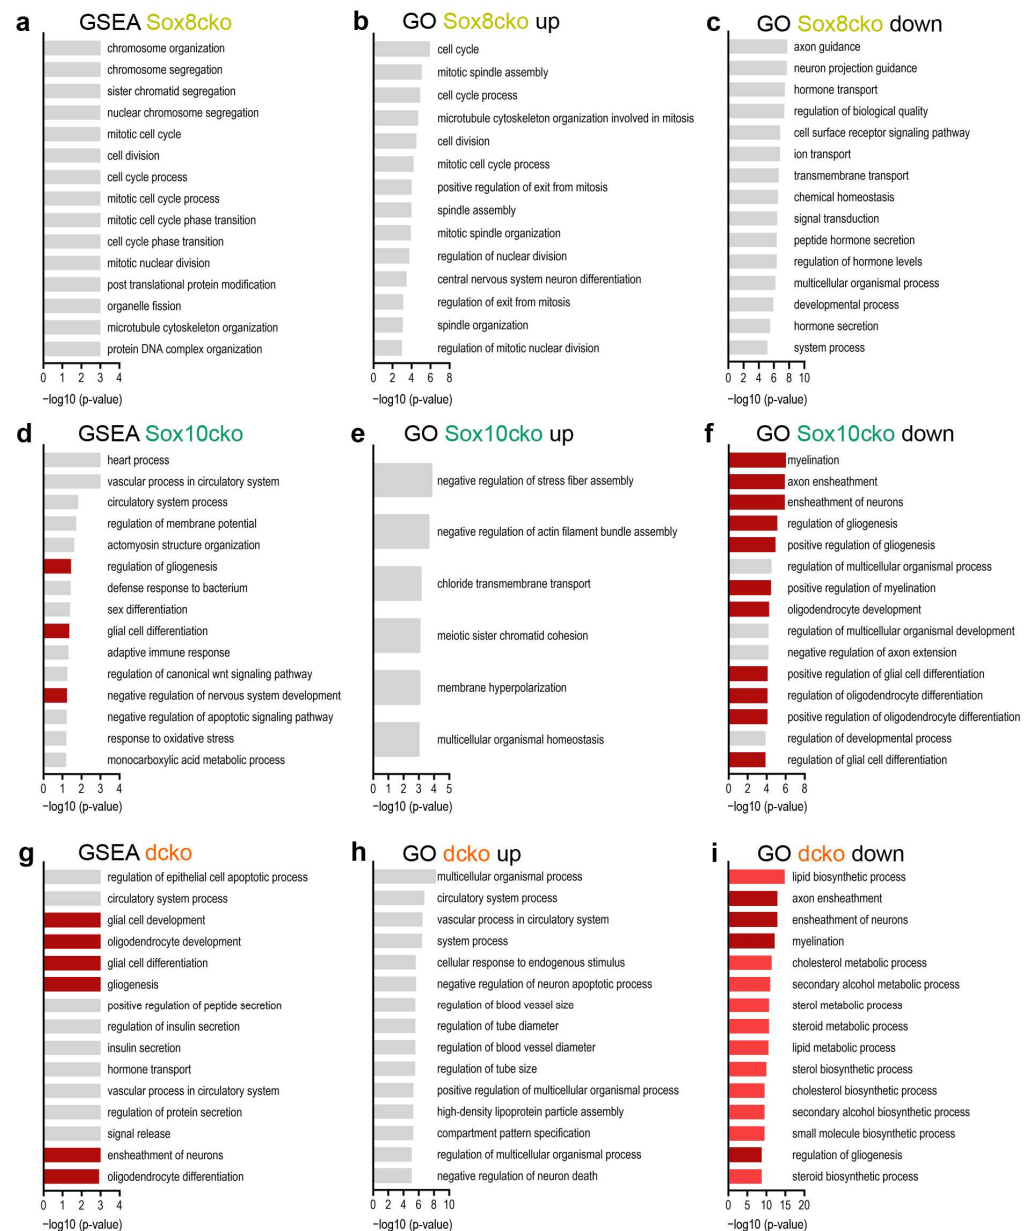 a GSEA Sox8cko
chromosome organization
chromosome segregation
sister chromatid segregation
nuclear chromosome segregation
mitotic cell cycle
cell division
cell cycle process
mitotic cell cycle process
mitotic cell cycle phase transition
cell cycle phase transition
mitotic nuclear division
post translational protein modification
organelle fission
microtubule cytoskeleton organization
protein DNA complex organization
0 1 2 3 4
−log10 (p-value)
b GO Sox8cko up
cell cycle
mitotic spindle assembly
cell cycle process
microtubule cytoskeleton organization involved in mitosis
cell division
mitotic cell cycle process
positive regulation of exit from mitosis
spindle assembly
mitotic spindle organization
regulation of nuclear division
central nervous system neuron differentiation
regulation of exit from mitosis
spindle organization
regulation of mitotic nuclear division
0 2 4 6 8
−log10 (p-value)
c GO Sox8cko down
axon guidance
neuron projection guidance
hormone transport
regulation of biological quality
cell surface receptor signaling pathway
ion transport
transmembrane transport
chemical homeostasis
signal transduction
peptide hormone secretion
regulation of hormone levels
multicellular organismal process
developmental process
hormone secretion
system process
0 2 4 6 8 10
−log10 (p-value)
d GSEA Sox10cko
heart process
vascular process in circulatory system
circulatory system process
regulation of membrane potential
actomyosin structure organization
regulation of gliogenesis
defense response to bacterium
sex differentiation
glial cell differentiation
adaptive immune response
regulation of canonical wnt signaling pathway
negative regulation of nervous system development
negative regulation of apoptotic signaling pathway
response to oxidative stress
monocarboxylic acid metabolic process
0 1 2 3 4
−log10 (p-value)
e GO Sox10cko up
negative regulation of stress fiber assembly
negative regulation of actin filament bundle assembly
chloride transmembrane transport
meiotic sister chromatid cohesion
membrane hyperpolarization
multicellular organismal homeostasis
0 1 2 3 4 5
−log10 (p-value)
f GO Sox10cko down
myelination
axon ensheathment
ensheathment of neurons
regulation of gliogenesis
positive regulation of gliogenesis
regulation of multicellular organismal process
positive regulation of myelination
oligodendrocyte development
regulation of multicellular organismal development
negative regulation of axon extension
positive regulation of glial cell differentiation
regulation of oligodendrocyte differentiation
positive regulation of oligodendrocyte differentiation
regulation of developmental process
regulation of glial cell differentiation
0 2 4 6 8
−log10 (p-value)
g GSEA dcko
regulation of epithelial cell apoptotic process
circulatory system process
glial cell development
oligodendrocyte development
glial cell differentiation
gliogenesis
positive regulation of peptide secretion
regulation of insulin secretion
insulin secretion
hormone transport
vascular process in circulatory system
regulation of protein secretion
signal release
ensheathment of neurons
oligodendrocyte differentiation
0 1 2 3 4
−log10 (p-value)
h GO dcko up
multicellular organismal process
circulatory system process
vascular process in circulatory system
system process
cellular response to endogenous stimulus
negative regulation of neuron apoptotic process
regulation of blood vessel size
regulation of tube diameter
regulation of blood vessel diameter
regulation of tube size
positive regulation of multicellular organismal process
high-density lipoprotein particle assembly
compartment pattern specification
regulation of multicellular organismal process
negative regulation of neuron death
0 2 4 6 8 10
−log10 (p-value)
i GO dcko down
lipid biosynthetic process
axon ensheathment
ensheathment of neurons
myelination
cholesterol metabolic process
secondary alcohol metabolic process
sterol metabolic process
steroid metabolic process
lipid metabolic process
sterol biosynthetic process
cholesterol biosynthetic process
secondary alcohol biosynthetic process
small molecule biosynthetic process
regulation of gliogenesis
steroid biosynthetic process
0 5 10 15 20
−log10 (p-value)